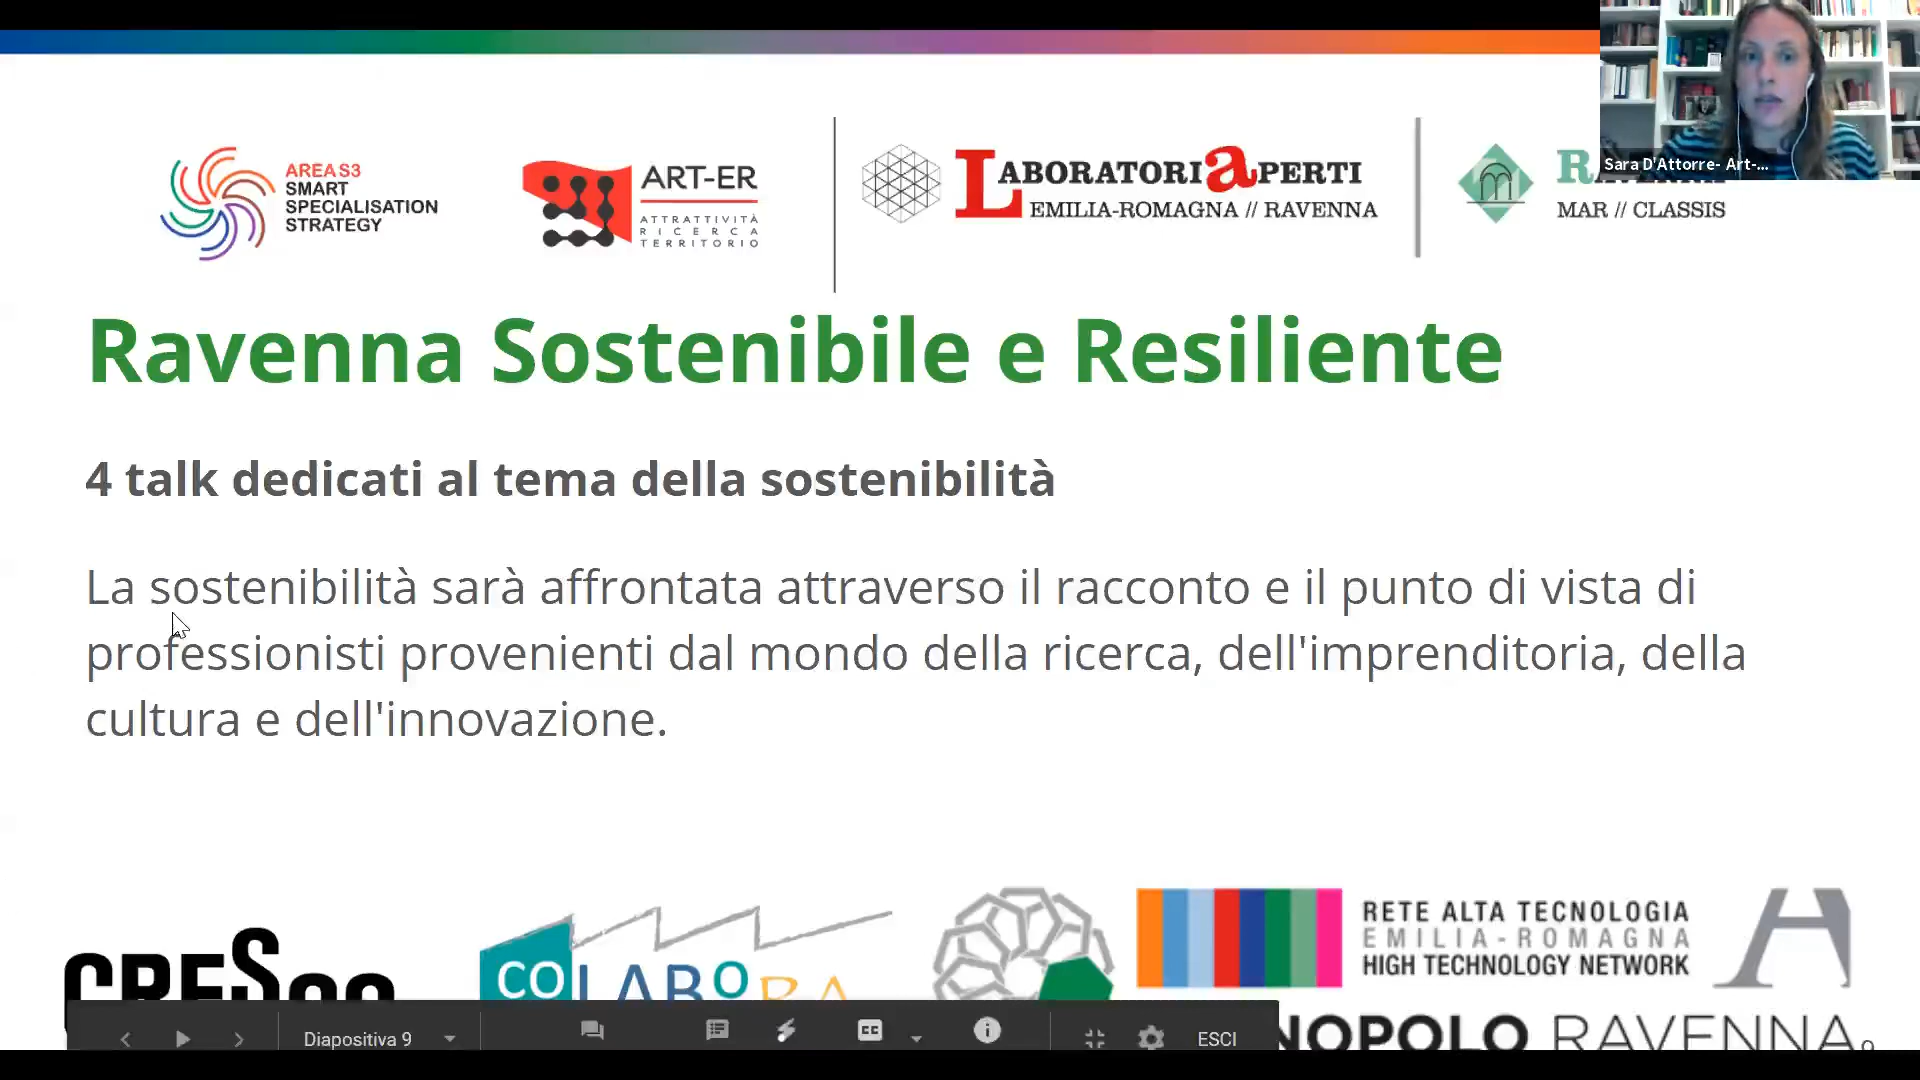 Sara D'Attorre- Art-...
AREA S3
SMART
SPECIALISATION
STRATEGY
ART-ER
ATTRATTIVITÀ
RICERCA
TERRITORIO
LABORATORI APERTI
EMILIA-ROMAGNA // RAVENNA
MAR // CLASSIS
Ravenna Sostenibile e Resiliente
4 talk dedicati al tema della sostenibilità
La sostenibilità sarà affrontata attraverso il racconto e il punto di vista di
professionisti provenienti dal mondo della ricerca, dell'imprenditoria, della
cultura e dell'innovazione.
COLABORA
RETE ALTA TECNOLOGIA
EMILIA-ROMAGNA
HIGH TECHNOLOGY NETWORK
NOPOLO RAVENNA
Diapositiva 9
CC
ESCI